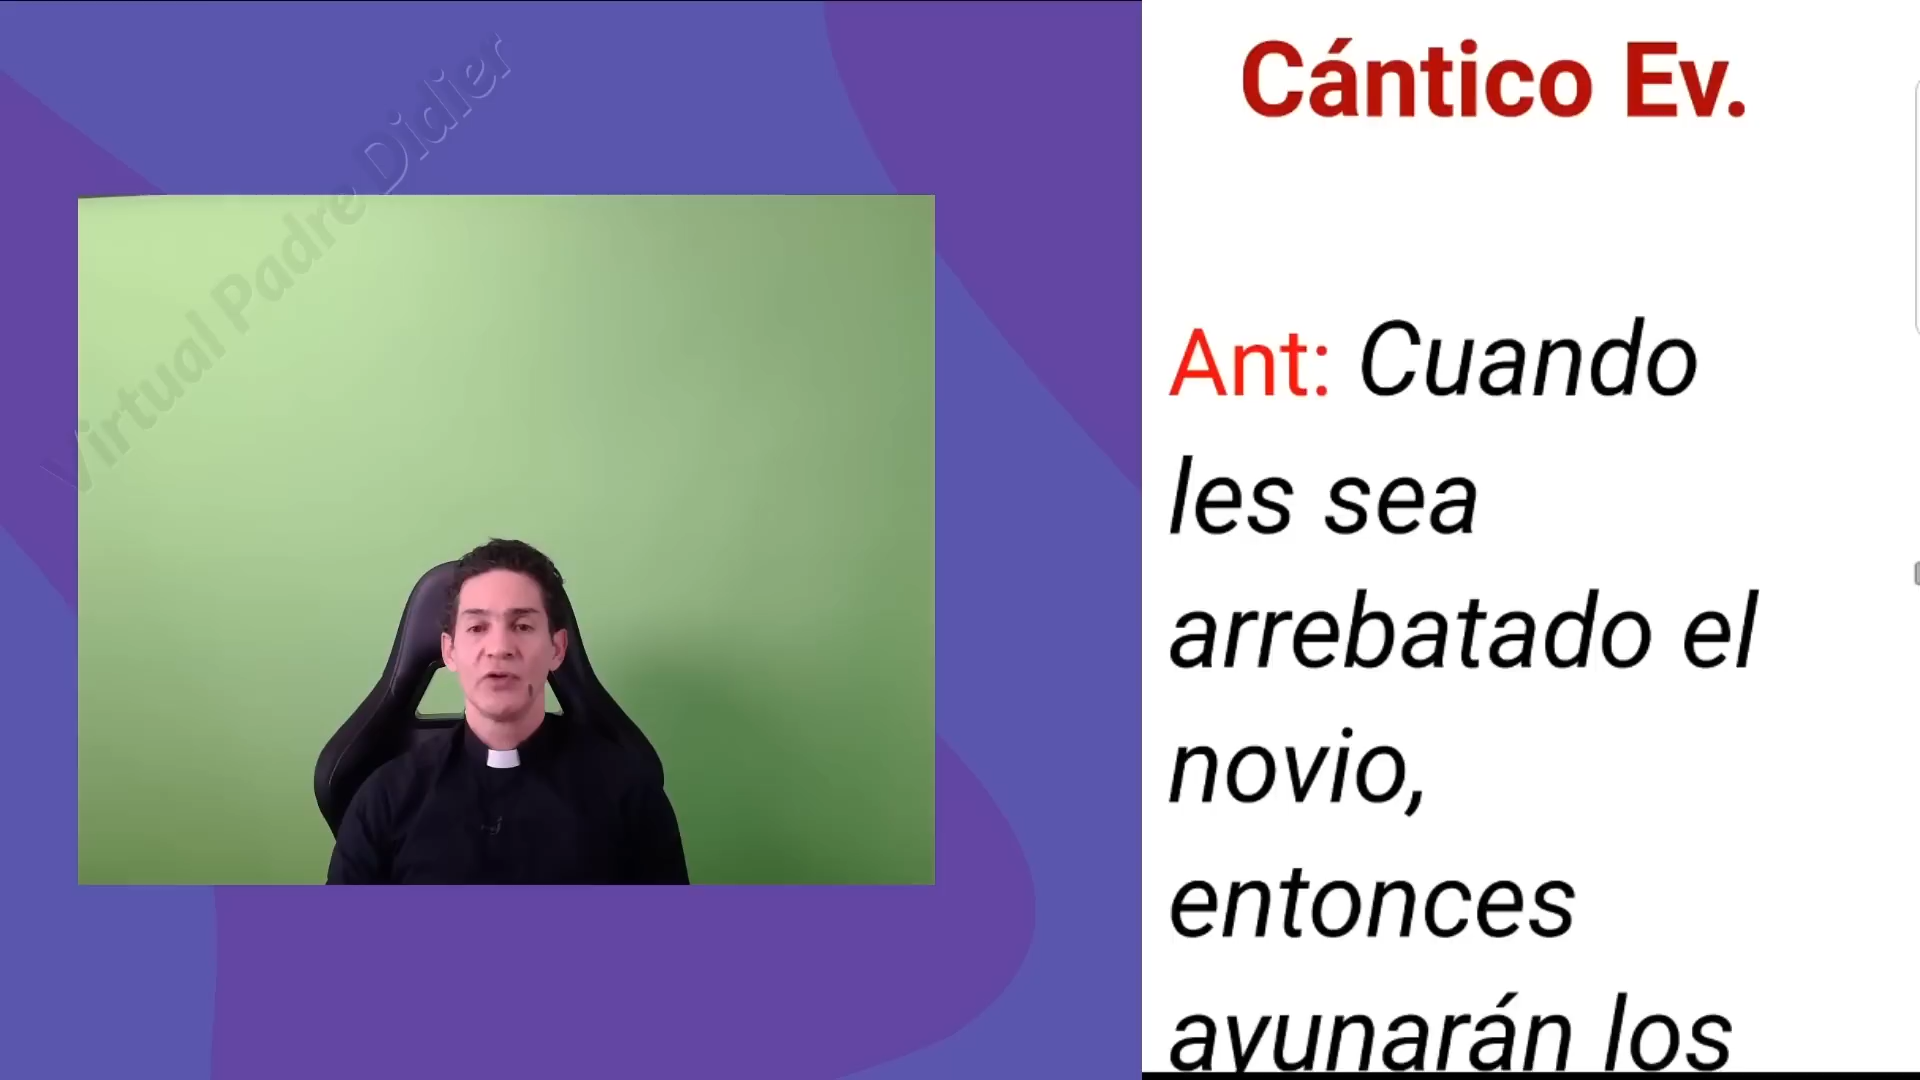 Virtual Padre Didier
Cántico Ev.
Ant: Cuando
les sea
arrebatado el
novio,
entonces
ayunarán los